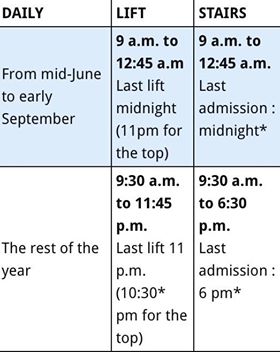 DAILY LIFT STAIRS
From mid-June
to early
September
9 a.m. to
12:45 a.m
Last lift
midnight
(11pm for
the top)
9 a.m. to
12:45 a.m.
Last
admission :
midnight*
The rest of the
year
9:30 a.m.
to 11:45
p.m.
Last lift 11
p.m.
(10:30*
pm for the
top)
9:30 a.m.
to 6:30
p.m.
Last
admission :
6 pm*